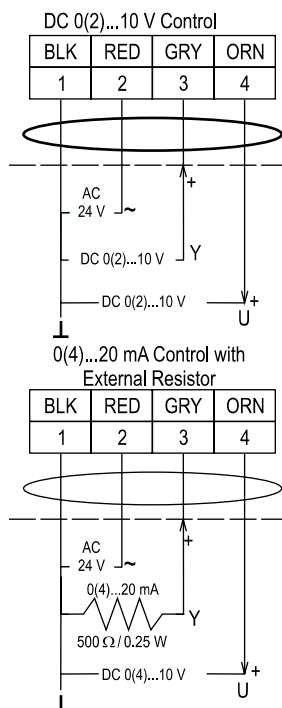 DC 0(2)...10 V Control
BLK RED GRY ORN
1 2 3 4
+
AC
24 V ~
DC 0(2)...10 V Y
DC 0(2)...10 V
U +
0(4)...20 mA Control with
External Resistor
BLK RED GRY ORN
1 2 3 4
+
AC
24 V ~
0(4)...20 mA
Y
500 Ω/0.25 W
DC 0(4)...10 V
U +